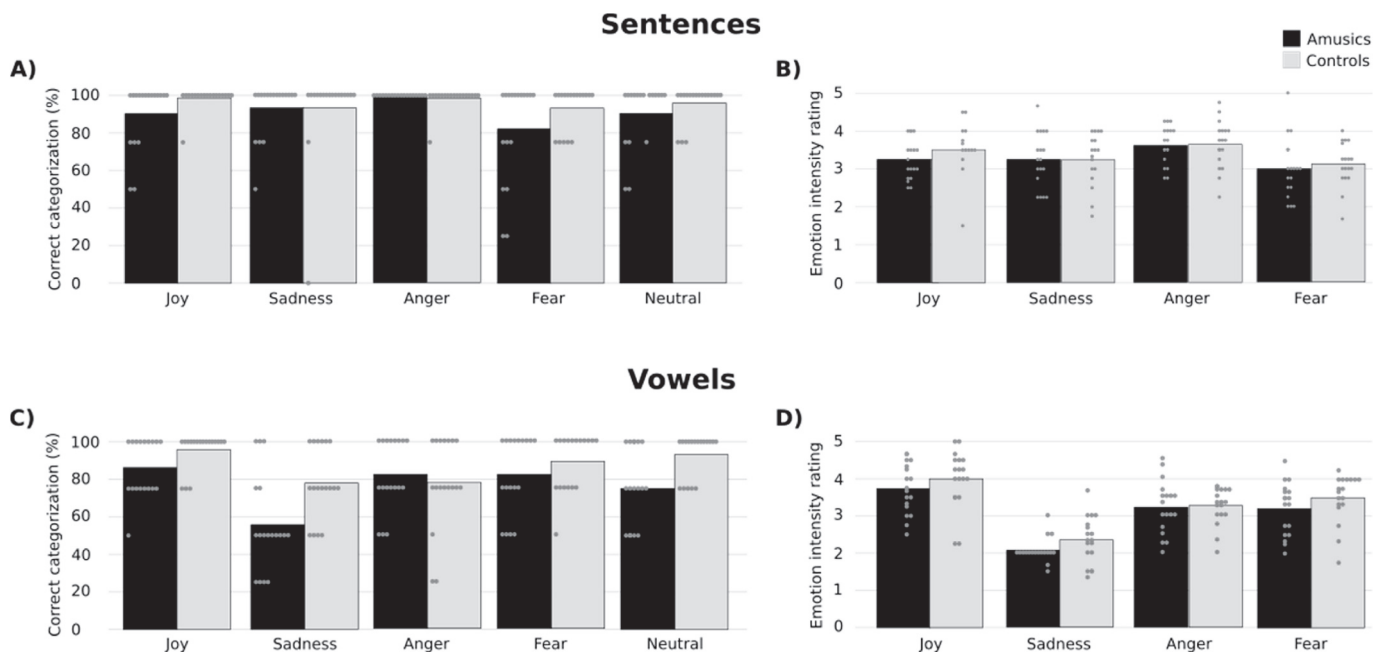 Sentences
Amusics
Controls
A)
Correct categorization (%)
100
80
60
40
20
0
Joy Sadness Anger Fear Neutral
B)
Emotion intensity rating
5
4
3
2
1
0
Joy Sadness Anger Fear
Vowels
C)
Correct categorization (%)
100
80
60
40
20
0
Joy Sadness Anger Fear Neutral
D)
Emotion intensity rating
5
4
3
2
1
0
Joy Sadness Anger Fear